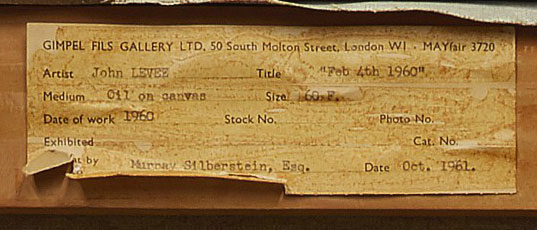 GIMPEL FILS GALLERY LTD. 50 South Molton Street, London W1 · MAYfair 3720
Artist John LEVEE Title "Feb 4th 1960".
Medium Oil on canvas Size 60 F.
Date of work 1960 Stock No. Photo No.
Exhibited Cat. No.
by Murray Silberstein, Esq. Date Oct. 1961.